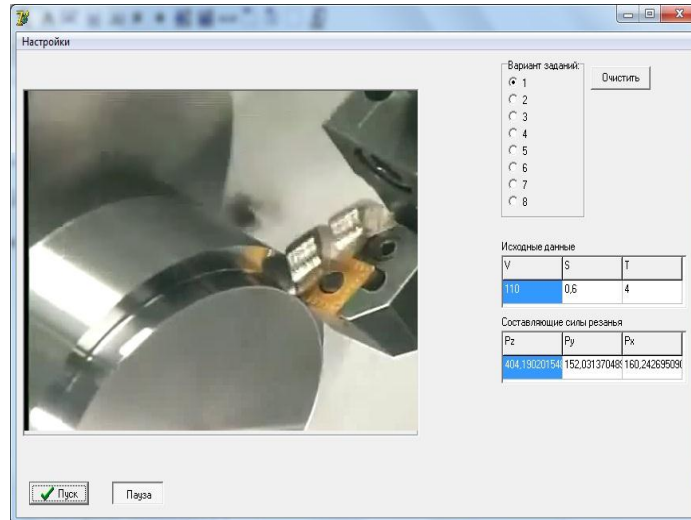 Настройки
Вариант заданий:
1
2
3
4
5
6
7
8
Очистить
Исходные данные
V S T
110 0,6 4
Составляющие силы резанья
Pz Py Px
404,19020154 152,03137048 160,24269509
Пуск Пауза